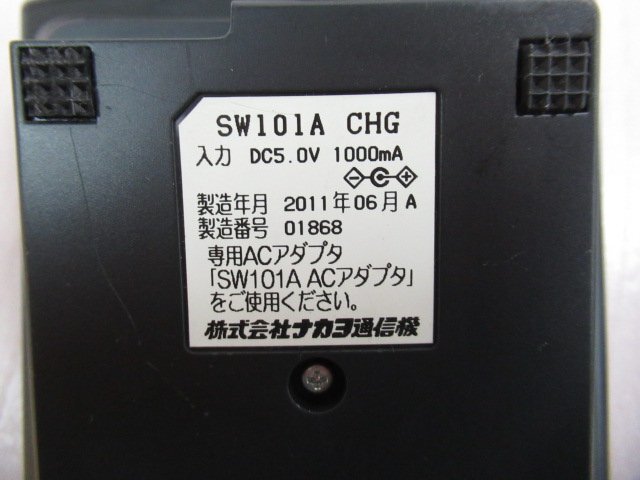 SW101A CHG
入力 DC5.0V 1000mA
製造年月 2011年06月 A
製造番号 01868
専用ACアダプタ
「SW101A ACアダプタ」
をご使用ください。
株式会社ナカヨ通信機